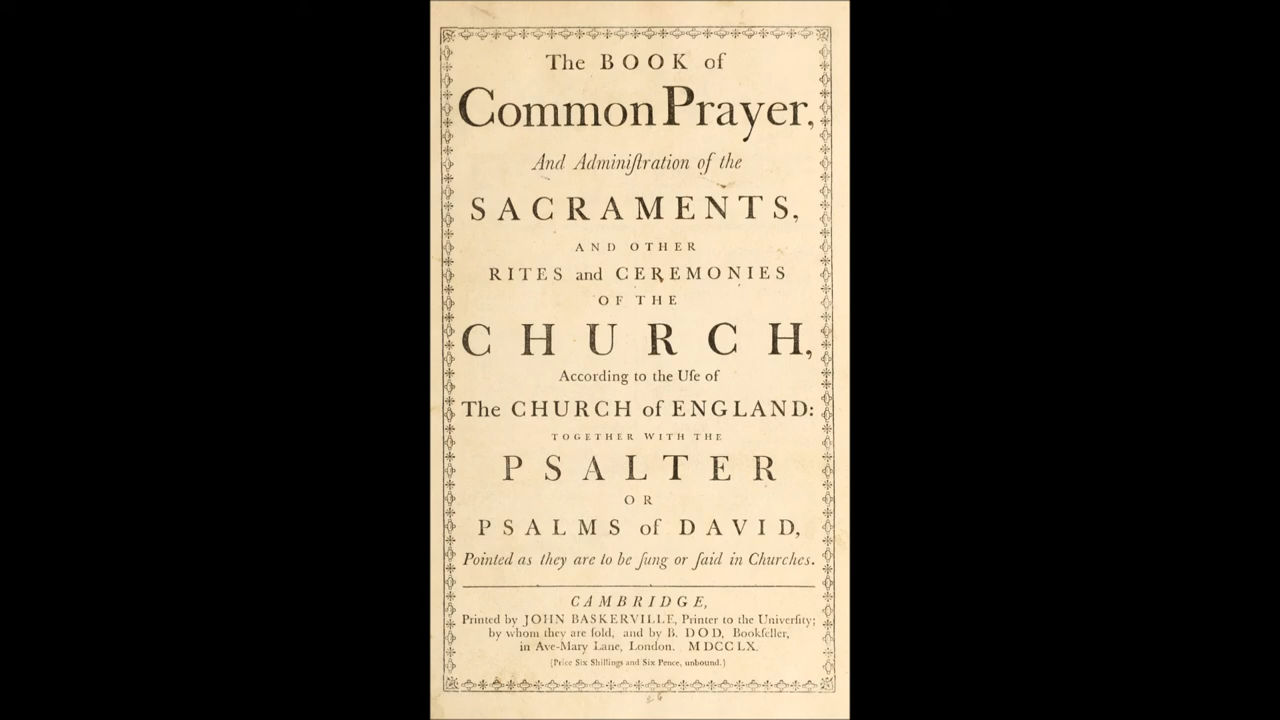 The BOOK of
Common Prayer,
And Adminiſtration of the
SACRAMENTS,
AND OTHER
RITES and CEREMONIES
OF THE
CHURCH,
According to the Uſe of
The CHURCH of ENGLAND:
TOGETHER WITH THE
PSALTER
OR
PSALMS of DAVID,
Pointed as they are to be ſung or ſaid in Churches.
CAMBRIDGE,
Printed by JOHN BASKERVILLE, Printer to the Univerſity;
by whom they are ſold, and by B. DOD, Bookſeller,
in Ave-Mary Lane, London. MDCCLX.
(Price Six Shillings and Six Pence, unbound.)